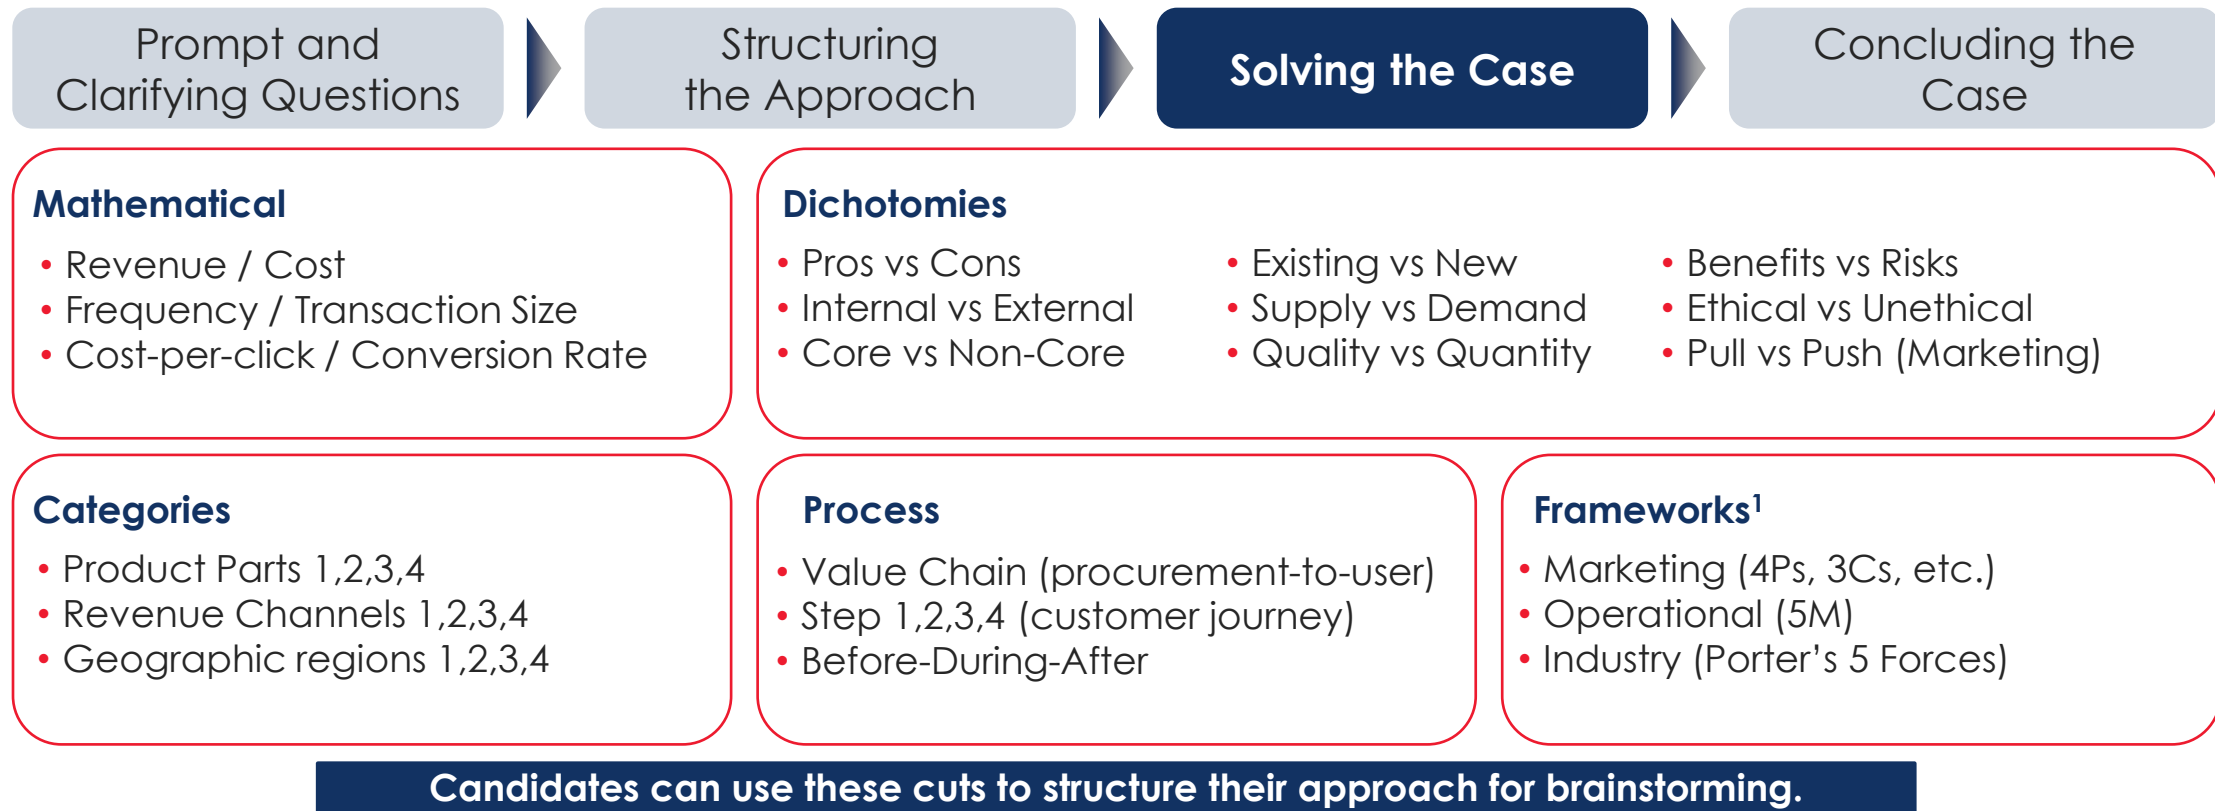 Prompt and
Clarifying Questions
Structuring
the Approach
Solving the Case
Concluding the
Case
Mathematical
• Revenue / Cost
• Frequency / Transaction Size
• Cost-per-click / Conversion Rate
Dichotomies
• Pros vs Cons
• Internal vs External
• Core vs Non-Core
• Existing vs New
• Supply vs Demand
• Quality vs Quantity
• Benefits vs Risks
• Ethical vs Unethical
• Pull vs Push (Marketing)
Categories
• Product Parts 1,2,3,4
• Revenue Channels 1,2,3,4
• Geographic regions 1,2,3,4
Process
• Value Chain (procurement-to-user)
• Step 1,2,3,4 (customer journey)
• Before-During-After
Frameworks¹
• Marketing (4Ps, 3Cs, etc.)
• Operational (5M)
• Industry (Porter’s 5 Forces)
Candidates can use these cuts to structure their approach for brainstorming.